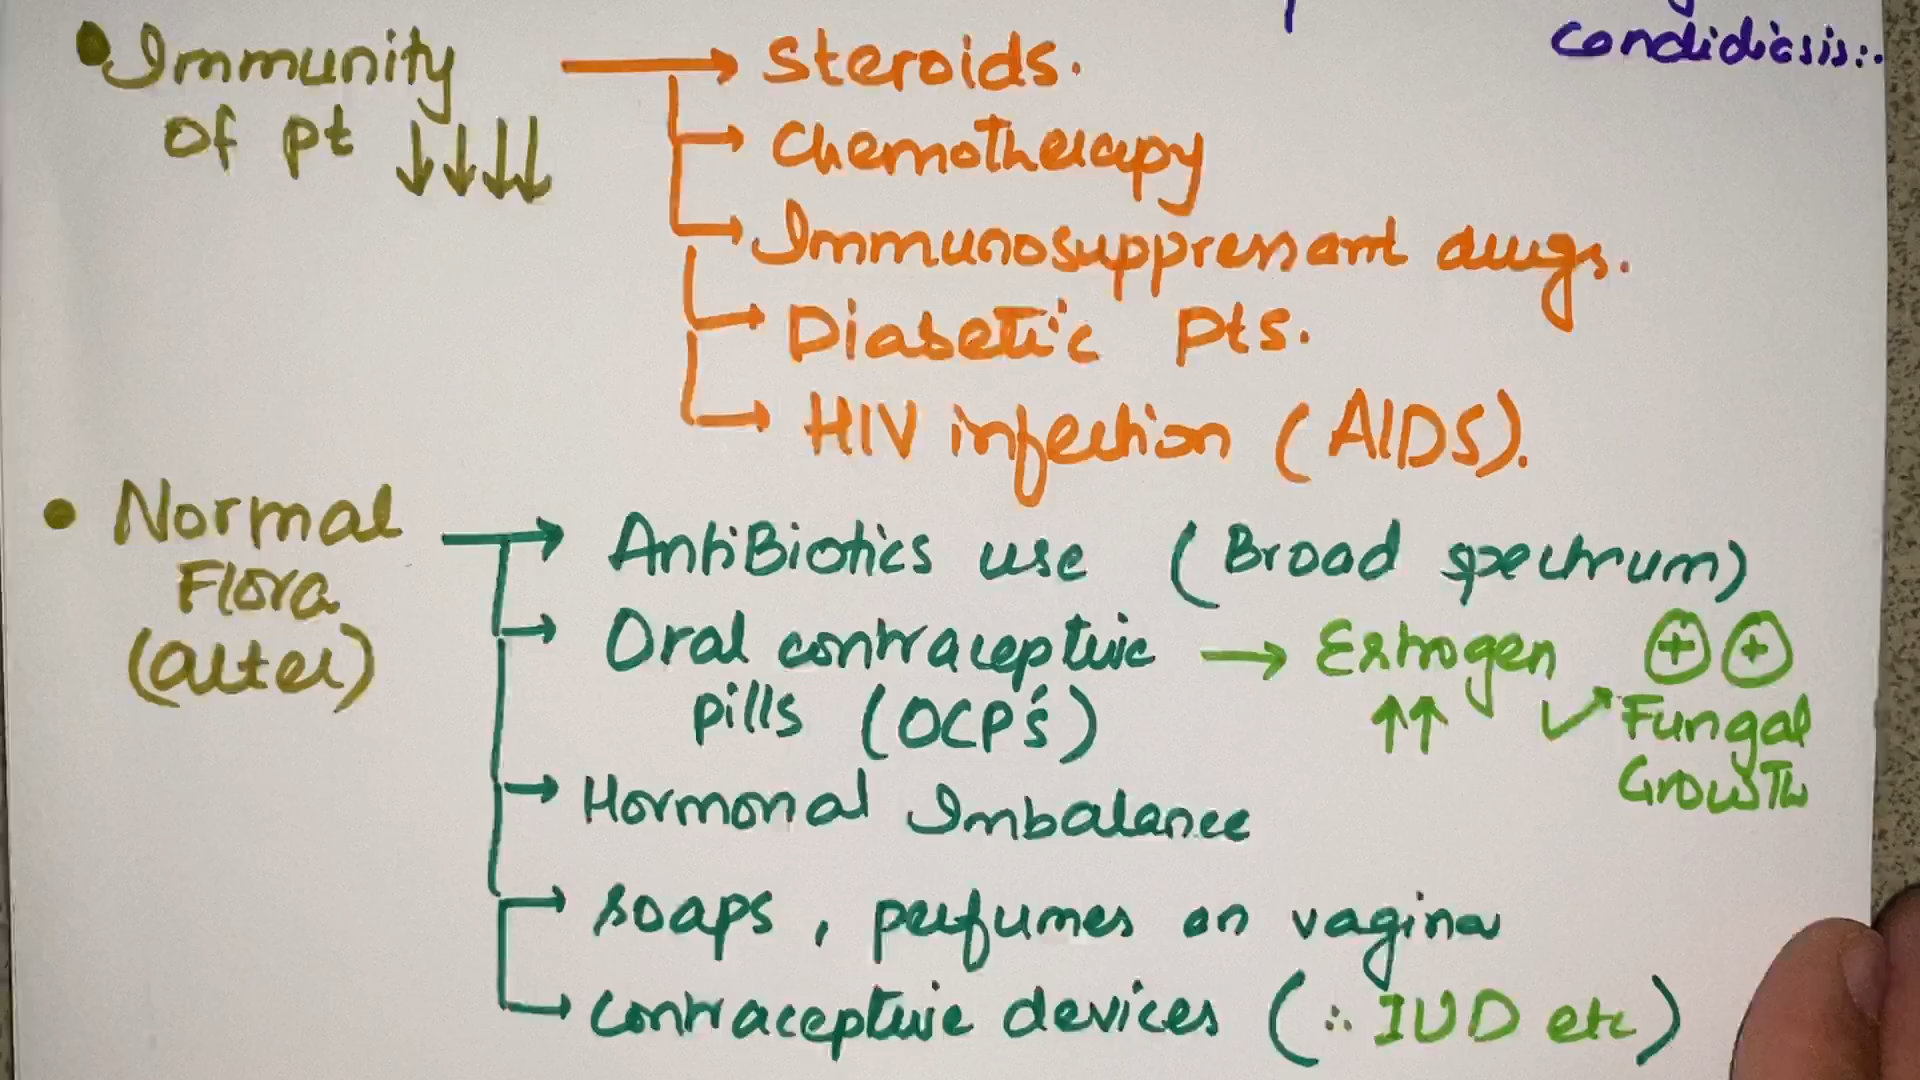 condidiasis:.
• Immunity → Steroids.
of pt ↓↓↓↓ → Chemotherapy
→ Immunosuppressant drugs.
→ Diabetic Pts.
→ HIV infection (AIDS).
• Normal → AntiBiotics use (Broad spectrum)
Flora → Oral contraceptive → Estrogen ⊕ ⊕
(alter) pills (OCP's) ↑↑ Fungal
Growth
→ Hormonal Imbalance
→ soaps, perfumes on vagina
→ contraceptive devices (∴ IUD etc)